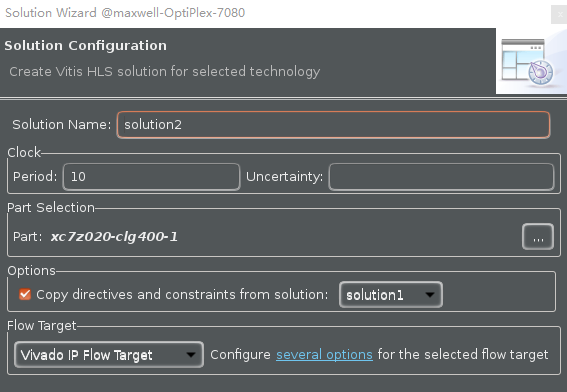 Solution Wizard @maxwell-OptiPlex-7080
Solution Configuration
Create Vitis HLS solution for selected technology
Solution Name: solution2
Clock
Period: 10 Uncertainty:
Part Selection
Part: xc7z020-clg400-1 ...
Options
Copy directives and constraints from solution: solution1
Flow Target
Vivado IP Flow Target Configure several options for the selected flow target